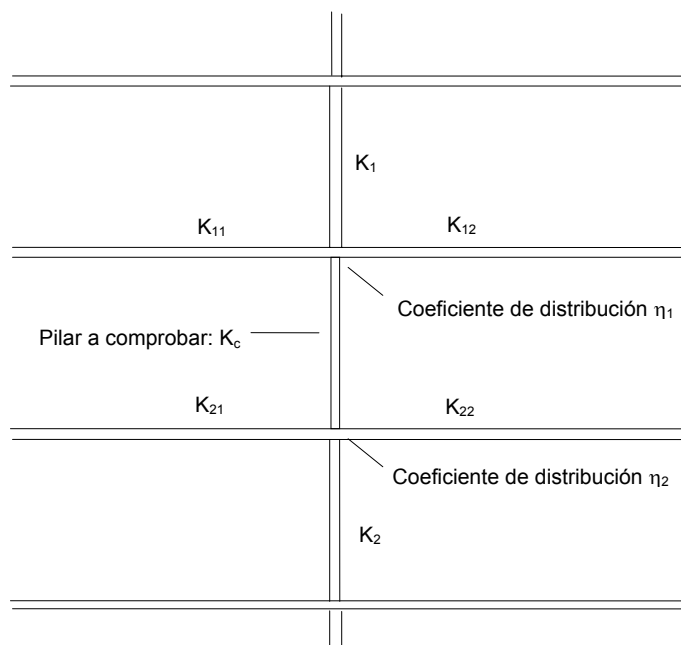 K₁
K₁₁
K₁₂
Coeficiente de distribución η₁
Pilar a comprobar: K꜀
K₂₁
K₂₂
Coeficiente de distribución η₂
K₂